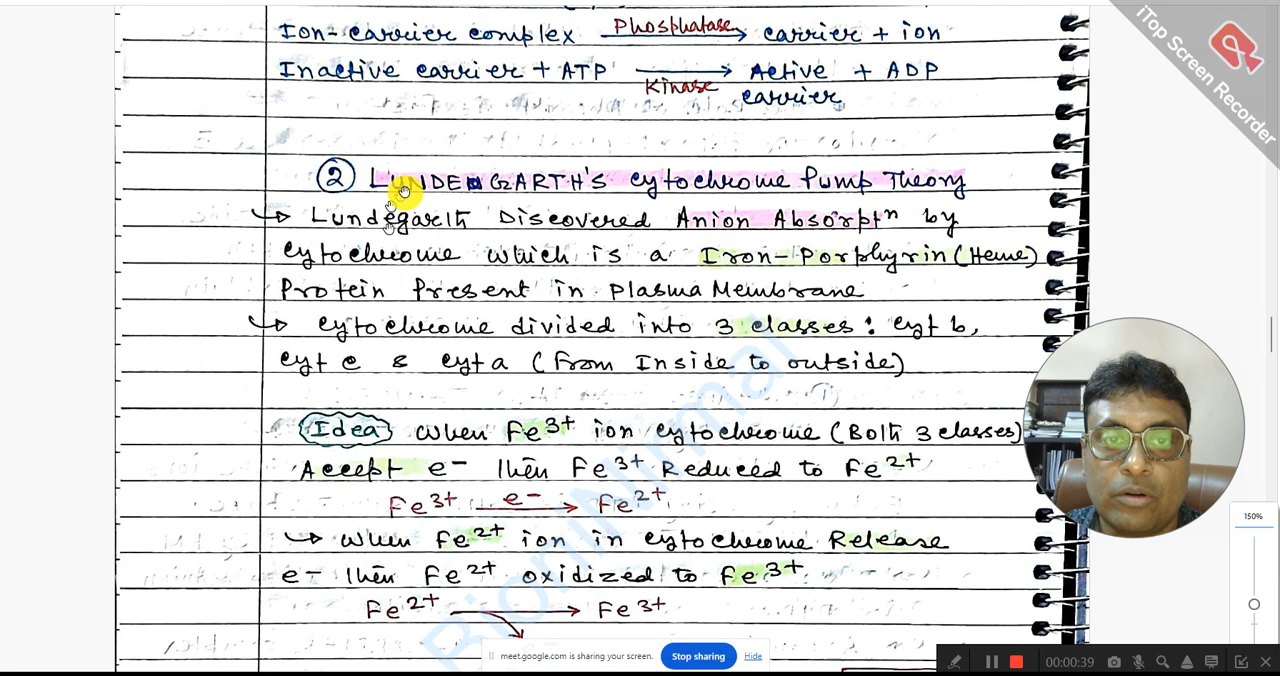 Ion-carrier complex Phosphatase carrier + ion
Inactive carrier + ATP Kinase Active carrier + ADP
② LUNDEGARTH'S Cytochrome Pump Theory
Lundegarth Discovered Anion Absorptⁿ by
Cytochrome which is a Iron-Porphyrin (Heme)
Protein Present in Plasma Membrane
Cytochrome divided into 3 classes: Cyt b,
Cyt c & Cyt a (from Inside to outside)
Idea When Fe3+ ion cytochrome (Both 3 classes)
Accept e- then Fe3+ Reduced to Fe2+
Fe3+ e- Fe2+
When Fe2+ ion in cytochrome Release
e- then Fe2+ oxidized to Fe3+
Fe2+ Fe3+
iTop Screen Recorder
150%
meet.google.com is sharing your screen. Stop sharing Hide
00:00:39